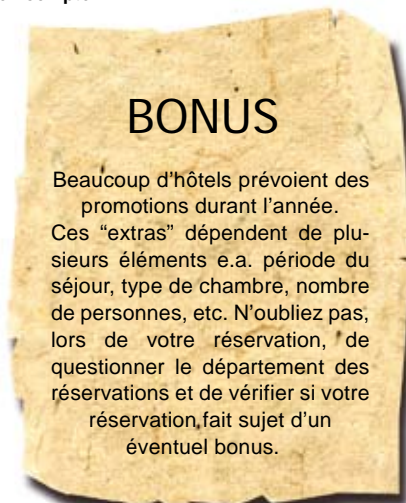 BONUS
Beaucoup d’hôtels prévoient des
promotions durant l’année.
Ces “extras” dépendent de plu-
sieurs éléments e.a. période du
séjour, type de chambre, nombre
de personnes, etc. N’oubliez pas,
lors de votre réservation, de
questionner le département des
réservations et de vérifier si votre
réservation fait sujet d’un
éventuel bonus.